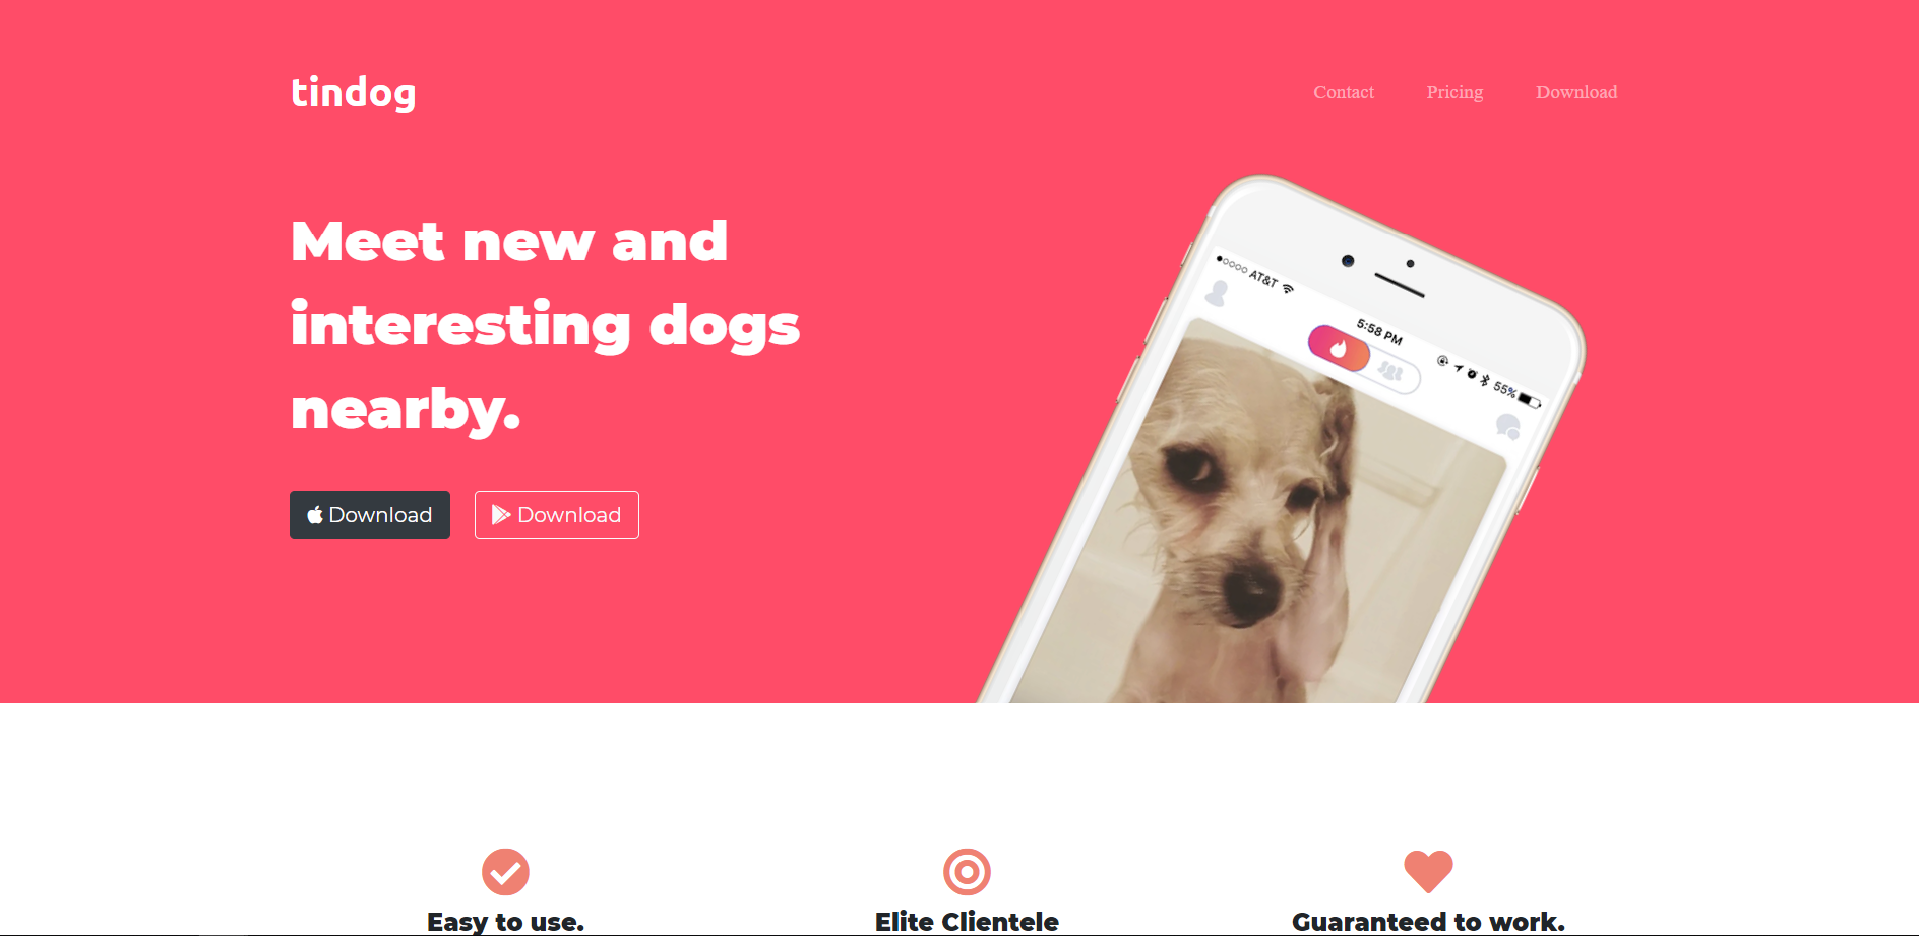 tindog
Contact Pricing Download
Meet new and
interesting dogs
nearby.
Download Download
AT&T 5:58 PM 55%
Easy to use. Elite Clientele Guaranteed to work.